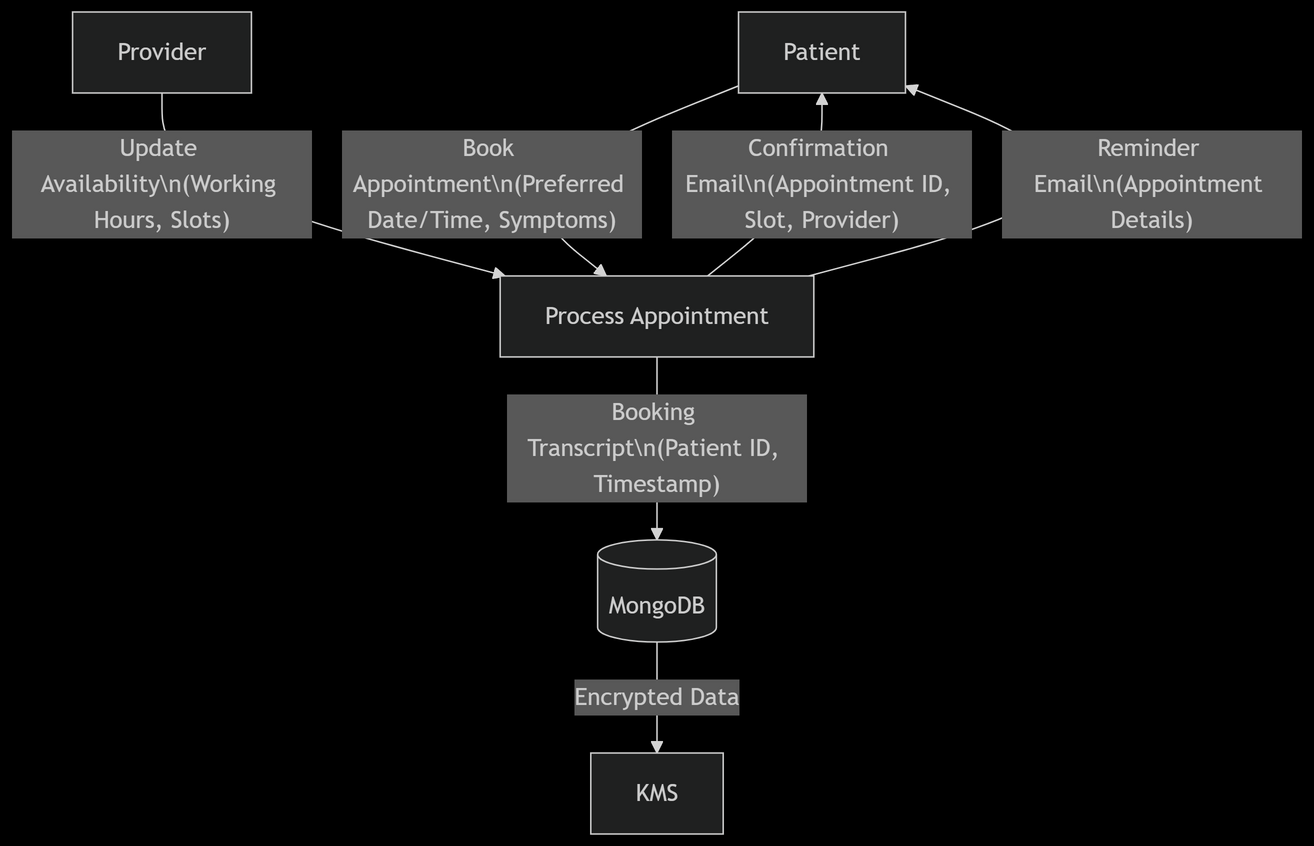 Provider
Patient
Update
Availability\n(Working
Hours, Slots)
Book
Appointment\n(Preferred
Date/Time, Symptoms)
Confirmation
Email\n(Appointment ID,
Slot, Provider)
Reminder
Email\n(Appointment
Details)
Process Appointment
Booking
Transcript\n(Patient ID,
Timestamp)
MongoDB
Encrypted Data
KMS